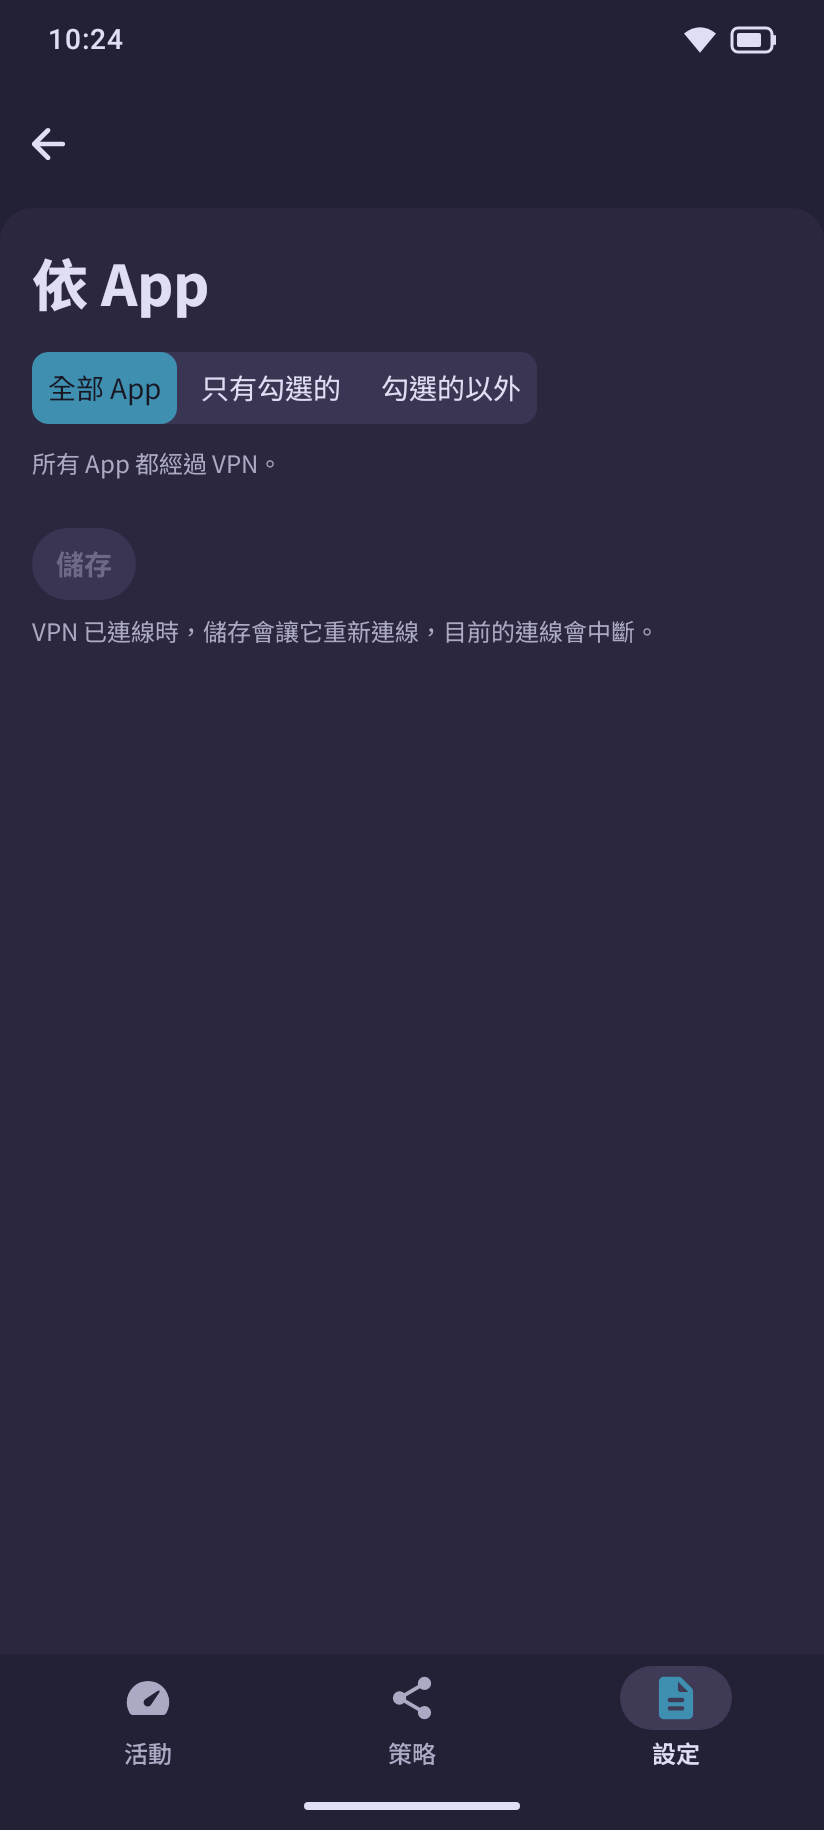 10:24
依 App
全部 App 只有勾選的 勾選的以外
所有 App 都經過 VPN。
儲存
VPN 已連線時，儲存會讓它重新連線，目前的連線會中斷。
活動 策略 設定